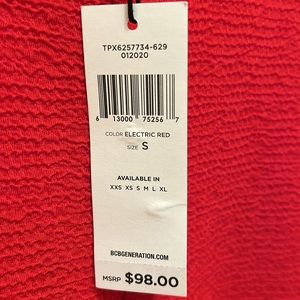 TPX6257734-629
012020
6 13000 75256 7
COLOR ELECTRIC RED
SIZE S
AVAILABLE IN
XXS XS S M L XL
BCBGENERATION.COM
MSRP $98.00